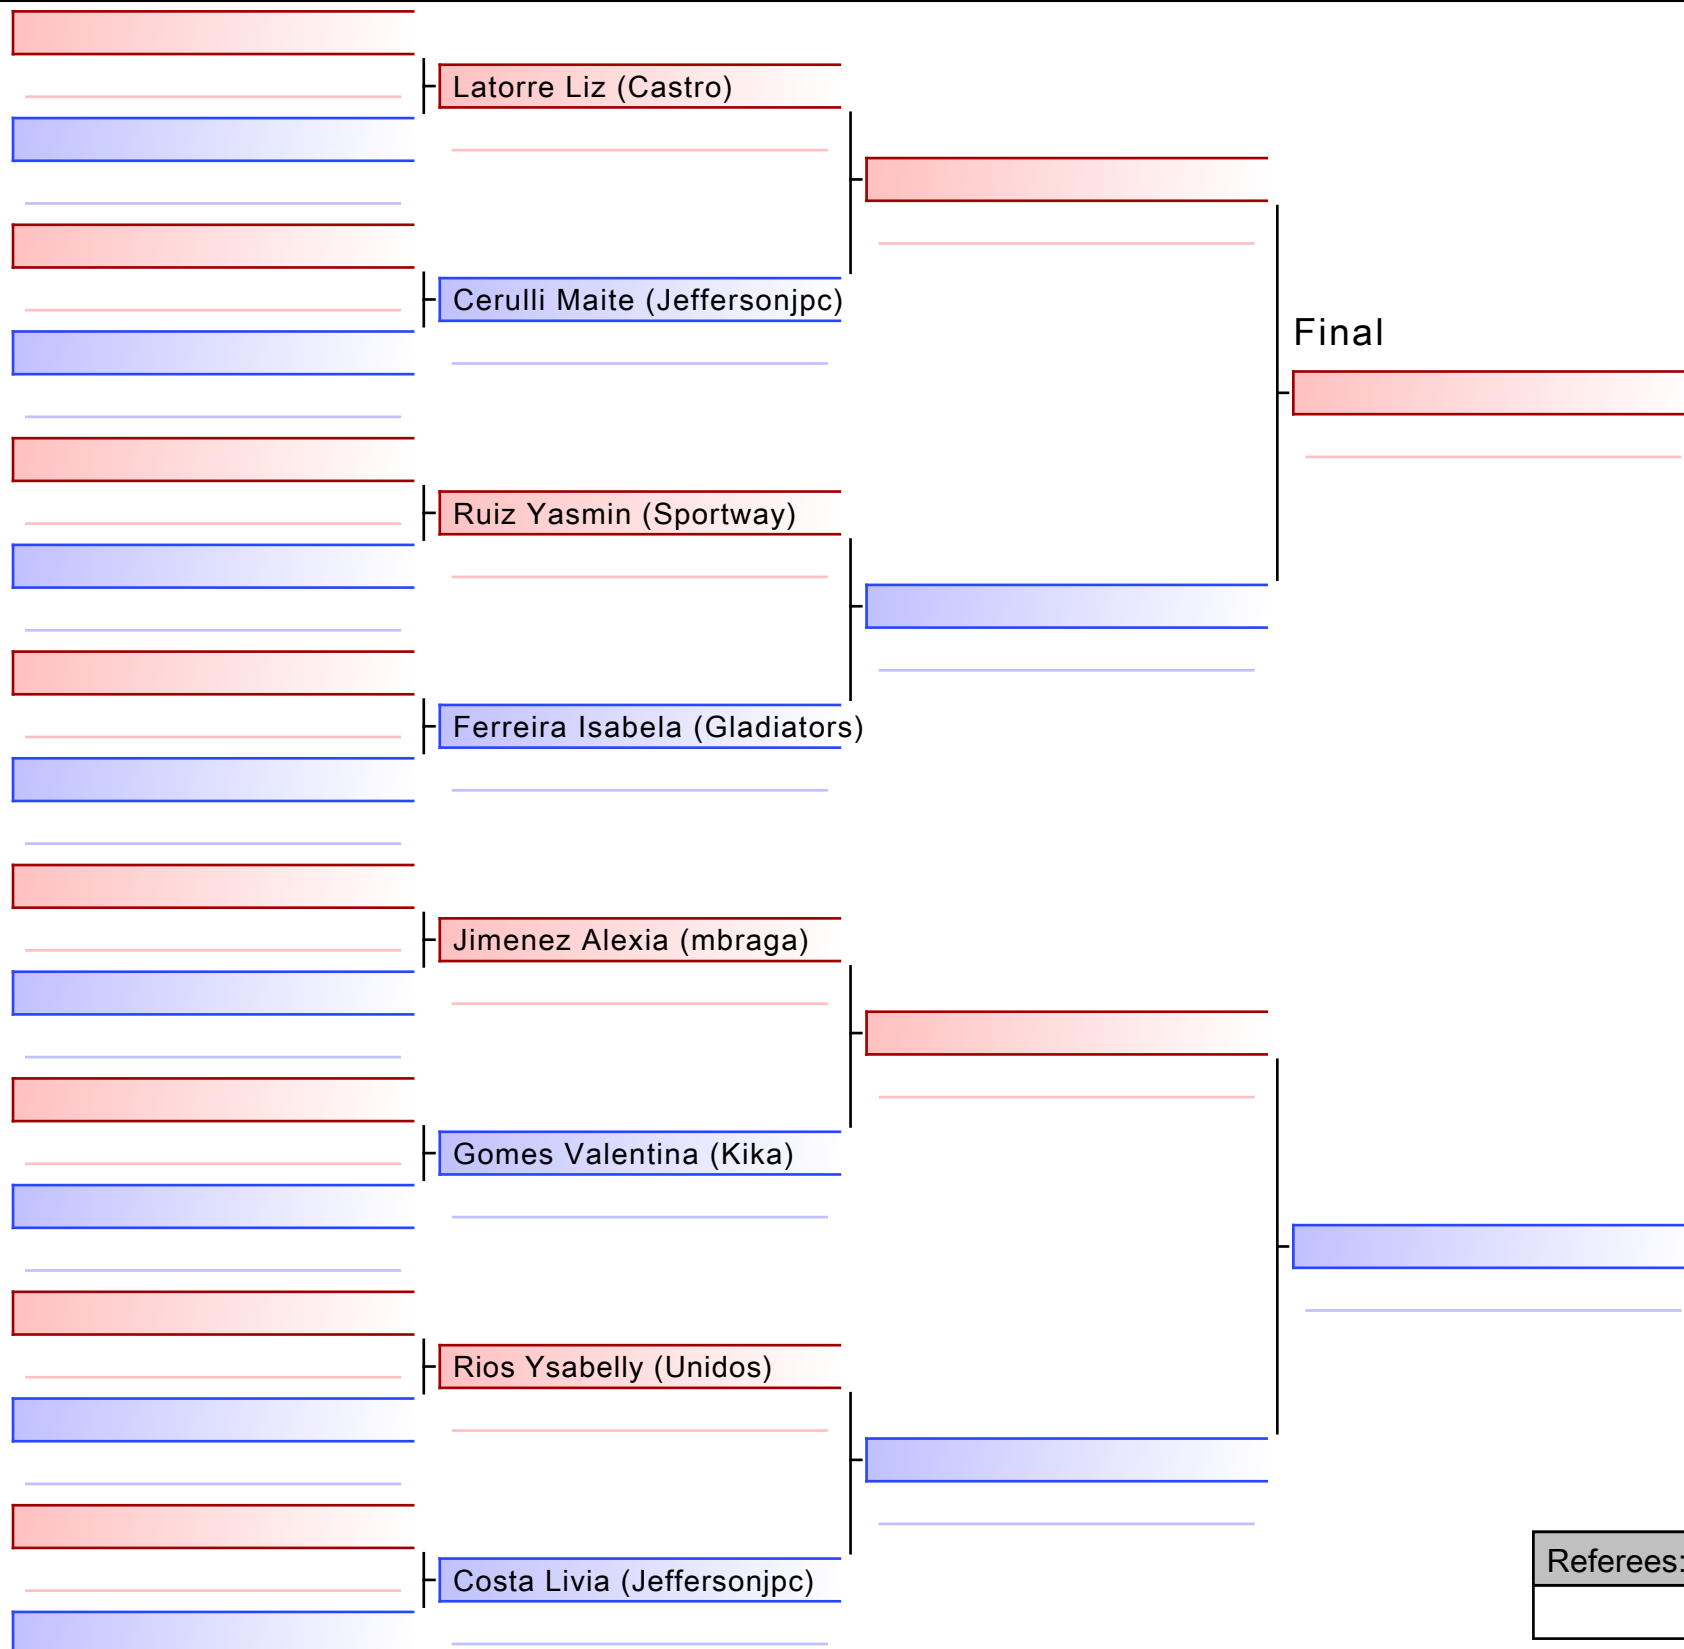 Latorre Liz (Castro)
Cerulli Maite (Jeffersonjpc)
Final
Ruiz Yasmin (Sportway)
Ferreira Isabela (Gladiators)
Jimenez Alexia (mbraga)
Gomes Valentina (Kika)
Rios Ysabelly (Unidos)
Costa Livia (Jeffersonjpc)
Referees: